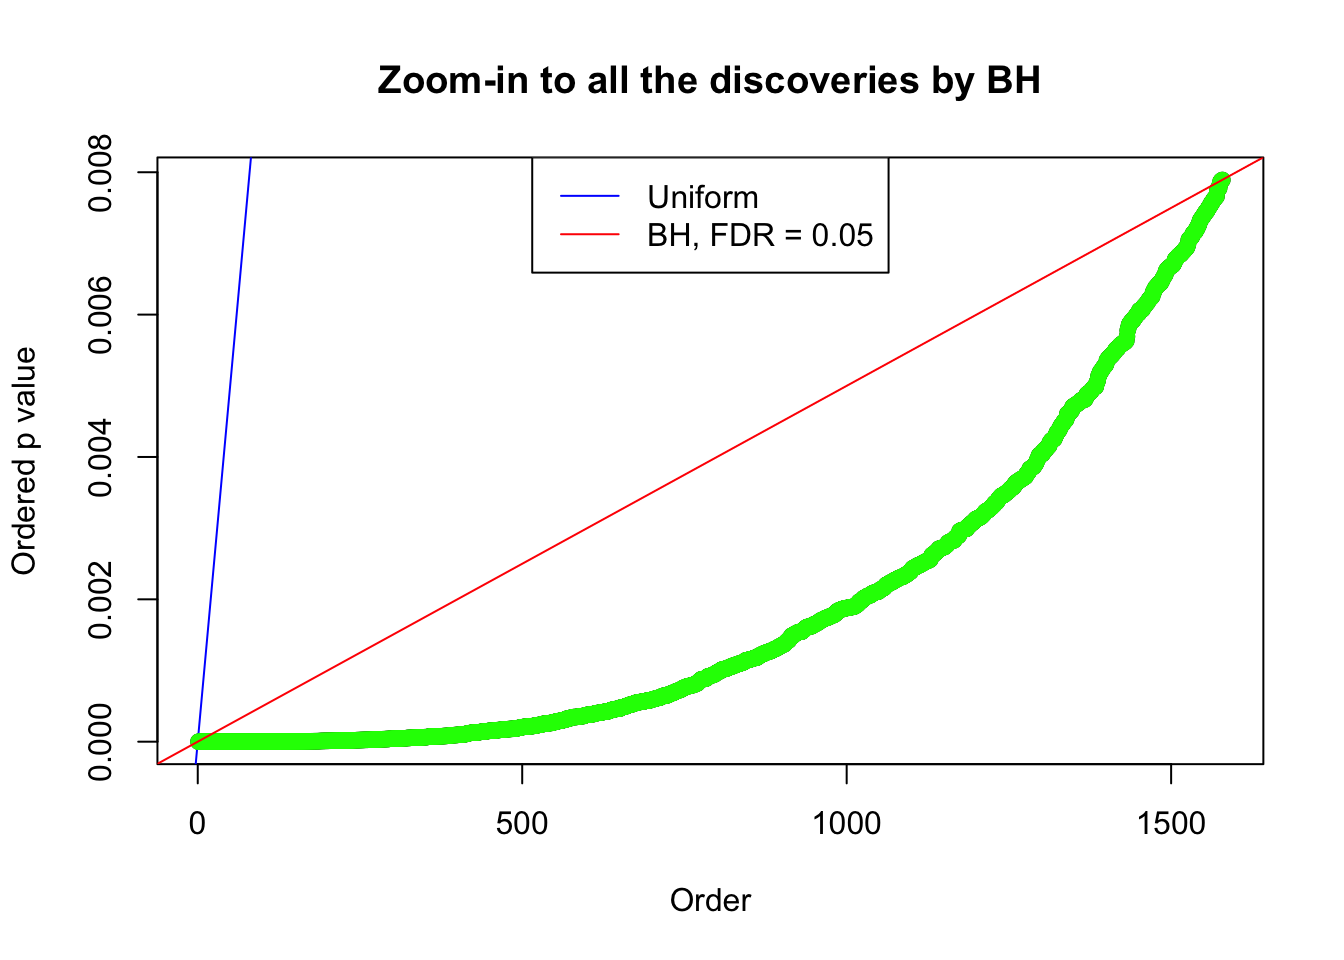 Zoom-in to all the discoveries by BH
Uniform
BH, FDR = 0.05
Ordered p value
0.008
0.006
0.004
0.002
0.000
0 500 1000 1500
Order